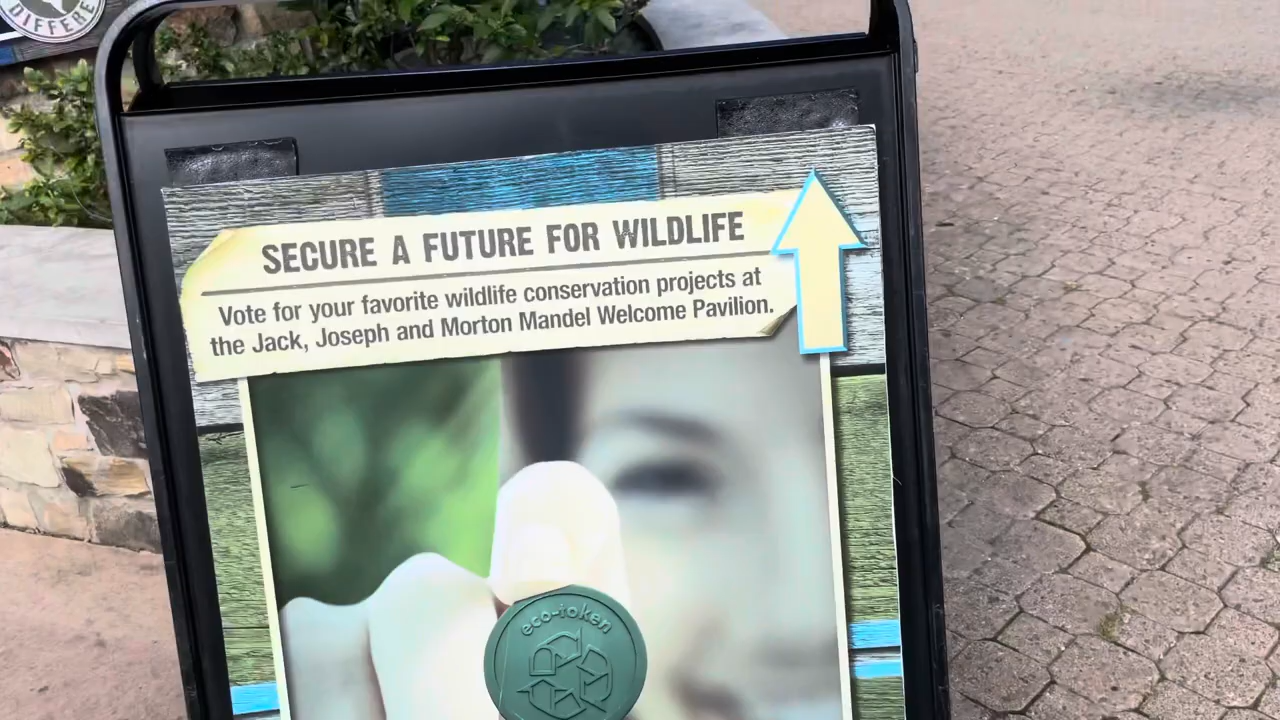 DIFFERE
SECURE A FUTURE FOR WILDLIFE
Vote for your favorite wildlife conservation projects at
the Jack, Joseph and Morton Mandel Welcome Pavilion.
eco-token